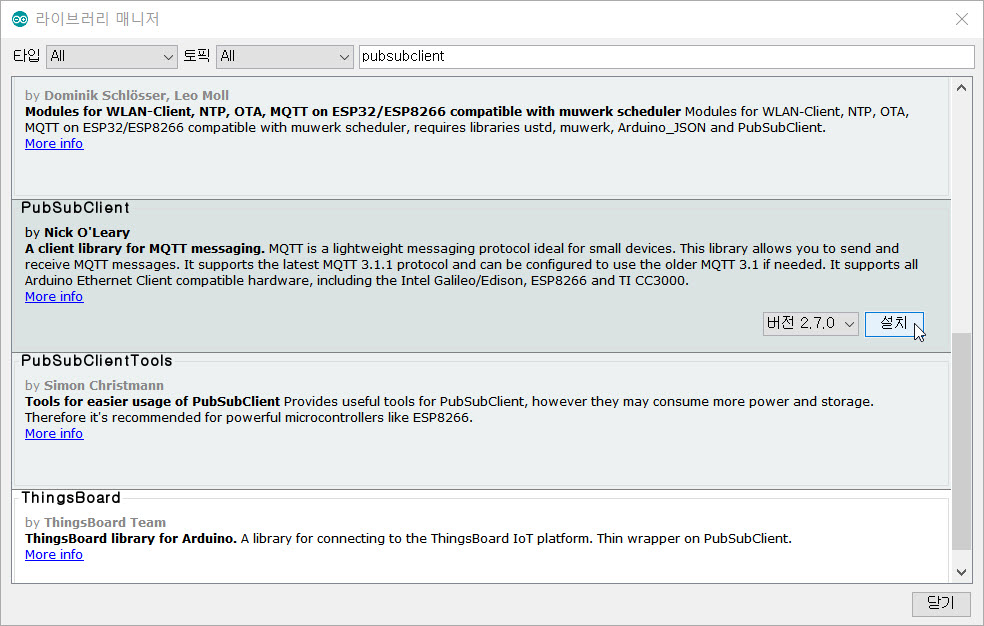 라이브러리 매니저
타입 All 토픽 All pubsubclient
by Dominik Schlösser, Leo Moll
Modules for WLAN-Client, NTP, OTA, MQTT on ESP32/ESP8266 compatible with muwerk scheduler Modules for WLAN-Client, NTP, OTA,
MQTT on ESP32/ESP8266 compatible with muwerk scheduler, requires libraries ustd, muwerk, Arduino_JSON and PubSubClient.
More info
PubSubClient
by Nick O'Leary
A client library for MQTT messaging. MQTT is a lightweight messaging protocol ideal for small devices. This library allows you to send and
receive MQTT messages. It supports the latest MQTT 3.1.1 protocol and can be configured to use the older MQTT 3.1 if needed. It supports all
Arduino Ethernet Client compatible hardware, including the Intel Galileo/Edison, ESP8266 and TI CC3000.
More info
버전 2.7.0 설치
PubSubClientTools
by Simon Christmann
Tools for easier usage of PubSubClient Provides useful tools for PubSubClient, however they may consume more power and storage.
Therefore it's recommended for powerful microcontrollers like ESP8266.
More info
ThingsBoard
by ThingsBoard Team
ThingsBoard library for Arduino. A library for connecting to the ThingsBoard IoT platform. Thin wrapper on PubSubClient.
More info
닫기